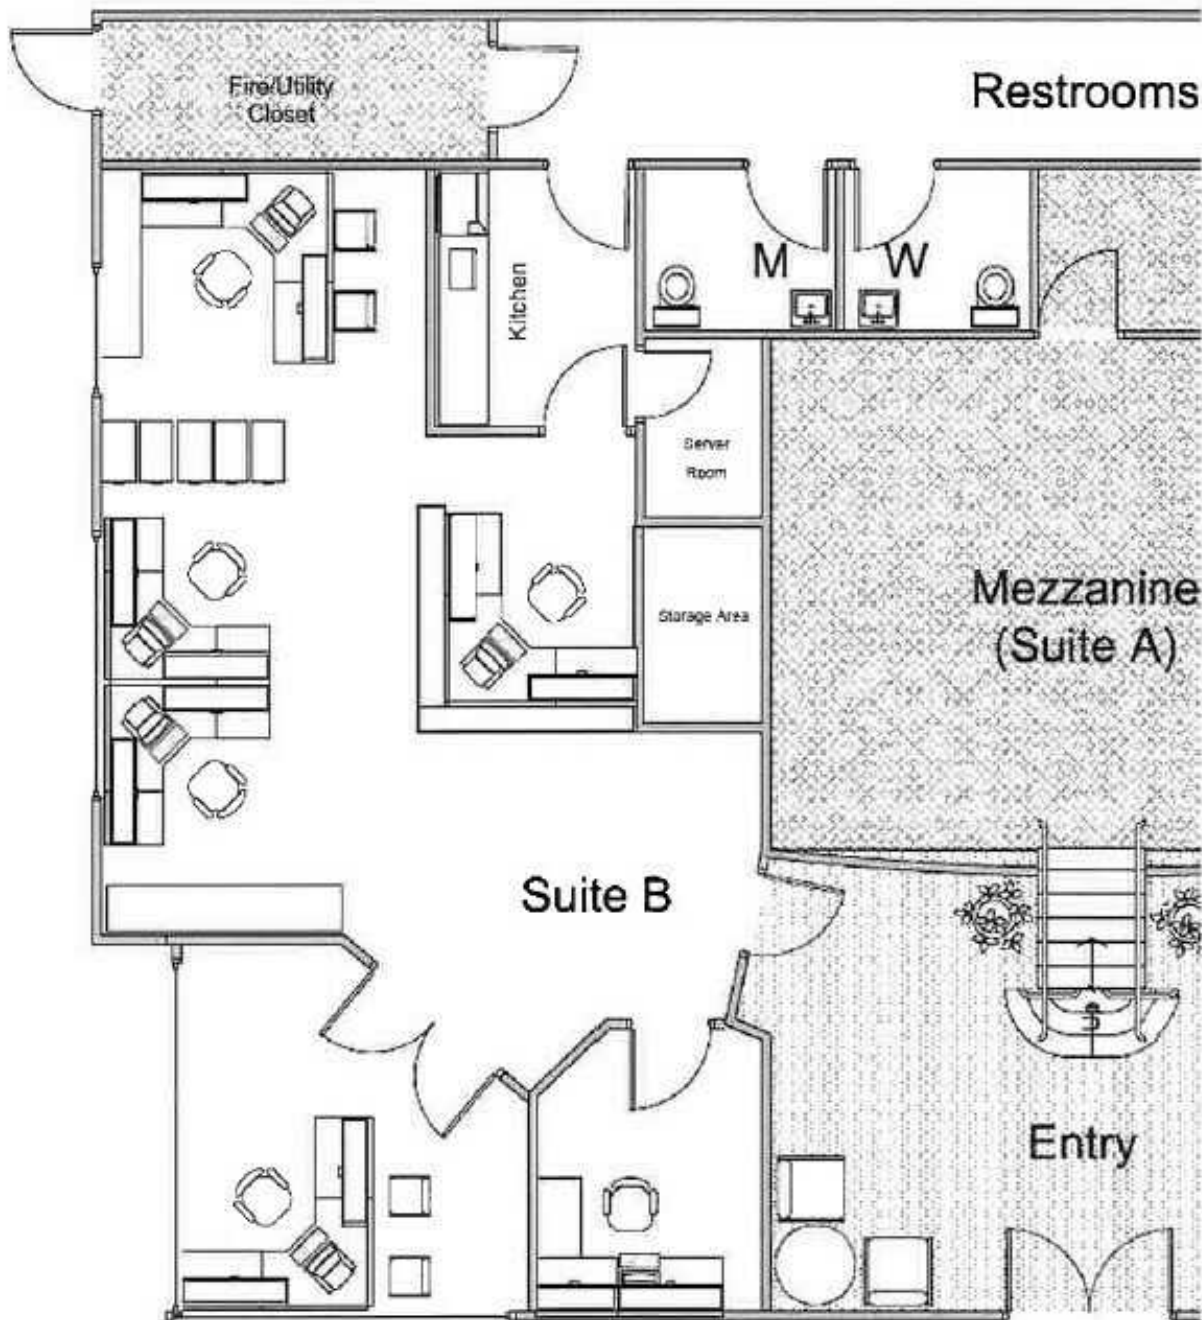 Fire/Utility
Closet
Restrooms
M
W
Kitchen
Server
Room
Storage Area
Mezzanine
(Suite A)
Suite B
Entry